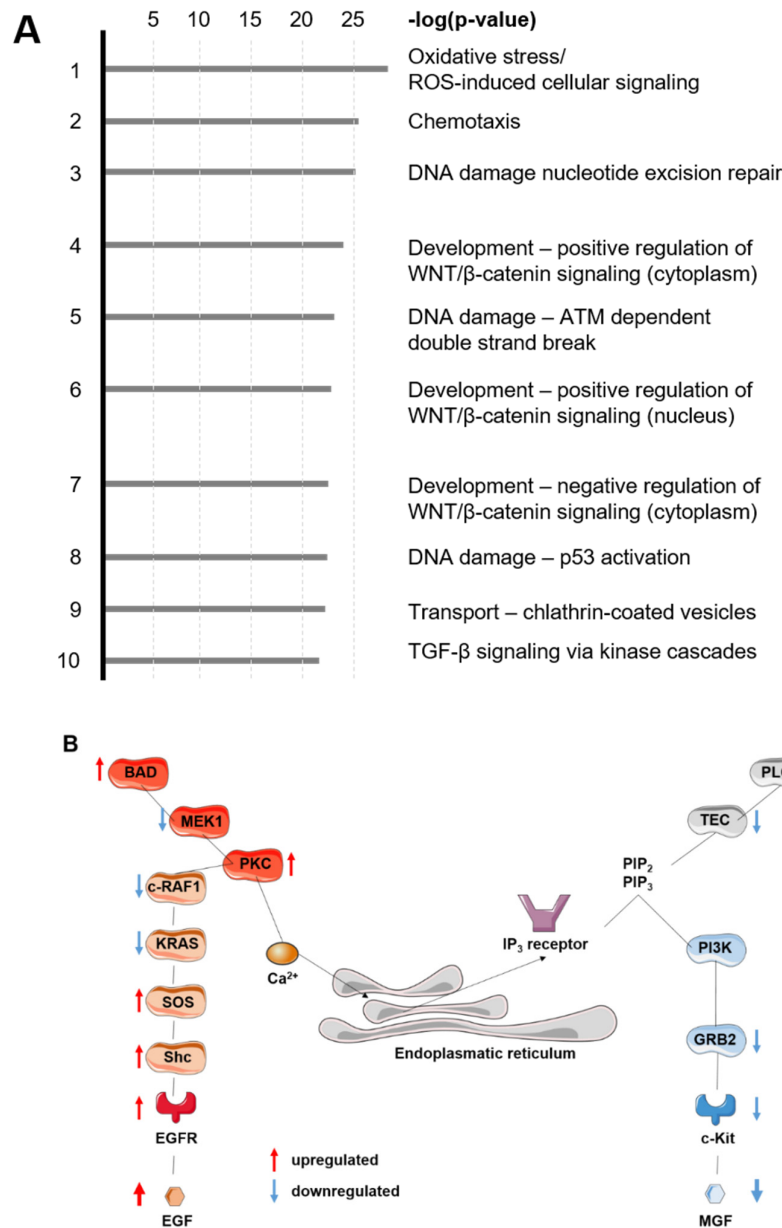 A
5 10 15 20 25 -log(p-value)
1
Oxidative stress/
ROS-induced cellular signaling
2
Chemotaxis
3
DNA damage nucleotide excision repair
4
Development – positive regulation of
WNT/β-catenin signaling (cytoplasm)
5
DNA damage – ATM dependent
double strand break
6
Development – positive regulation of
WNT/β-catenin signaling (nucleus)
7
Development – negative regulation of
WNT/β-catenin signaling (cytoplasm)
8
DNA damage – p53 activation
9
Transport – chlathrin-coated vesicles
10
TGF-β signaling via kinase cascades
B
BAD
MEK1
PKC
c-RAF1
KRAS
SOS
Shc
EGFR
EGF
Ca²⁺
Endoplasmatic reticulum
IP₃ receptor
PIP₂
PIP₃
TEC
PI3K
GRB2
c-Kit
MGF
upregulated
downregulated